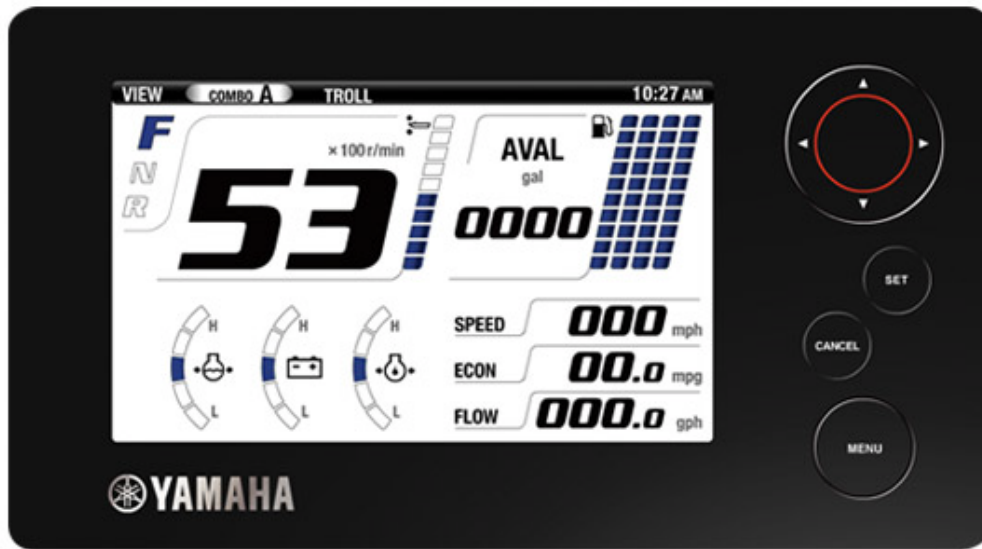 VIEW COMBO A TROLL 10:27 AM
F
N
R
×100r/min
53
AVAL
gal
0000
H
L
H
L
H
L
SPEED 000 mph
ECON 00.0 mpg
FLOW 000.0 gph
SET
CANCEL
MENU
YAMAHA